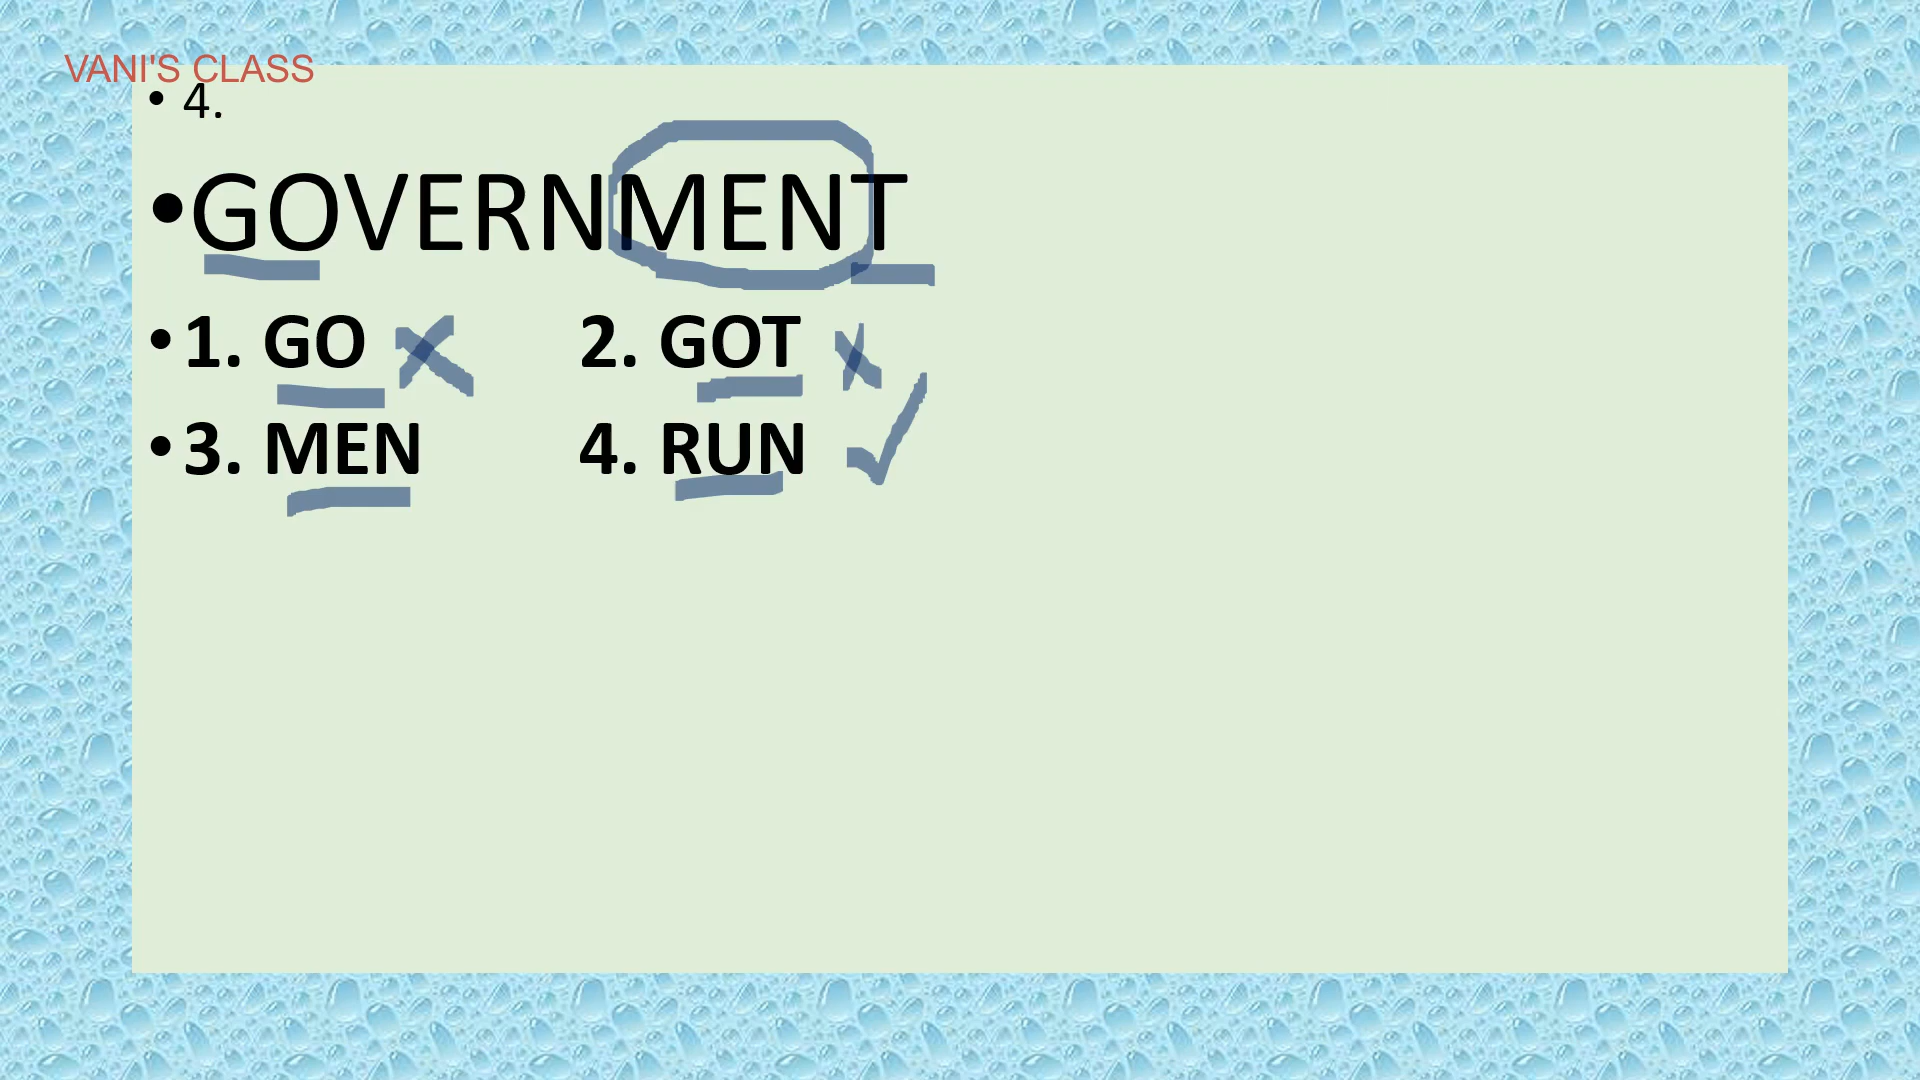 VANI'S CLASS
• 4.
•GOVERNMENT
• 1. GO 2. GOT
• 3. MEN 4. RUN